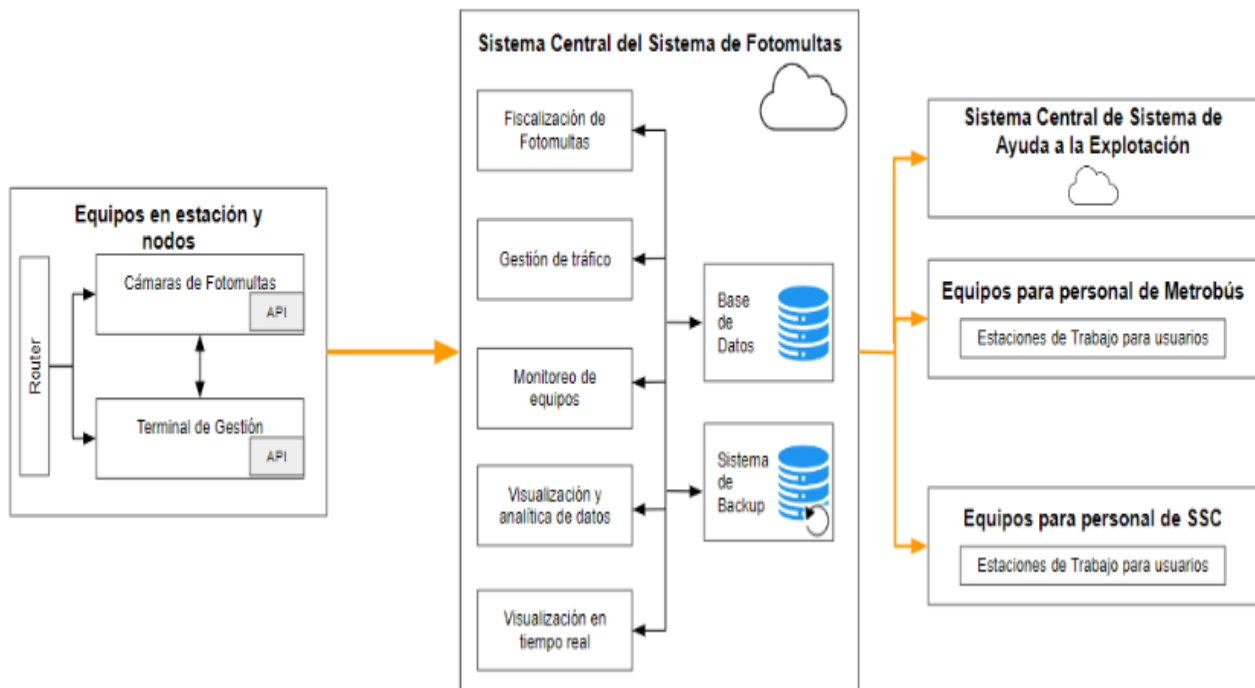 Equipos en estación y
nodos
Router
Cámaras de Fotomultas
API
Terminal de Gestión
API
Sistema Central del Sistema de Fotomultas
Fiscalización de
Fotomultas
Gestión de tráfico
Monitoreo de
equipos
Visualización y
analítica de datos
Visualización en
tiempo real
Base
de
Datos
Sistema
de
Backup
Sistema Central de Sistema de
Ayuda a la Explotación
Equipos para personal de Metrobús
Estaciones de Trabajo para usuarios
Equipos para personal de SSC
Estaciones de Trabajo para usuarios